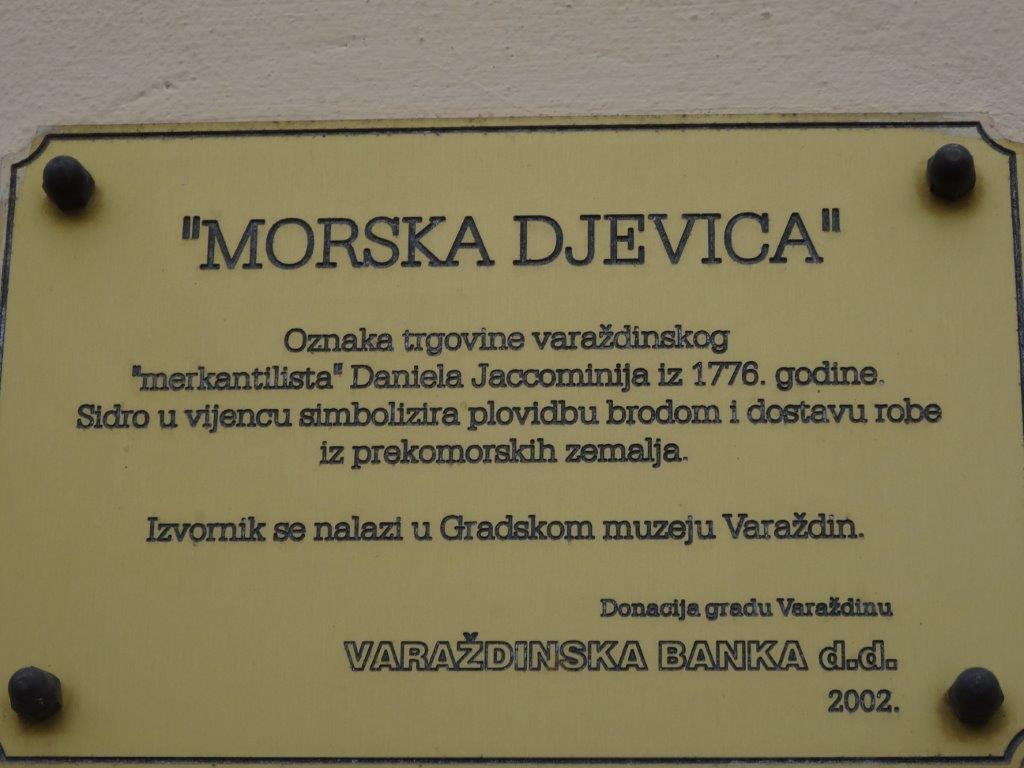 "MORSKA DJEVICA"
Oznaka trgovine varaždinskog
"merkantilista" Daniela Jaccominija iz 1776. godine.
Sidro u vijencu simbolizira plovidbu brodom i dostavu robe
iz prekomorskih zemalja.
Izvornik se nalazi u Gradskom muzeju Varaždin.
Donacija gradu Varaždinu
VARAŽDINSKA BANKA d.d.
2002.